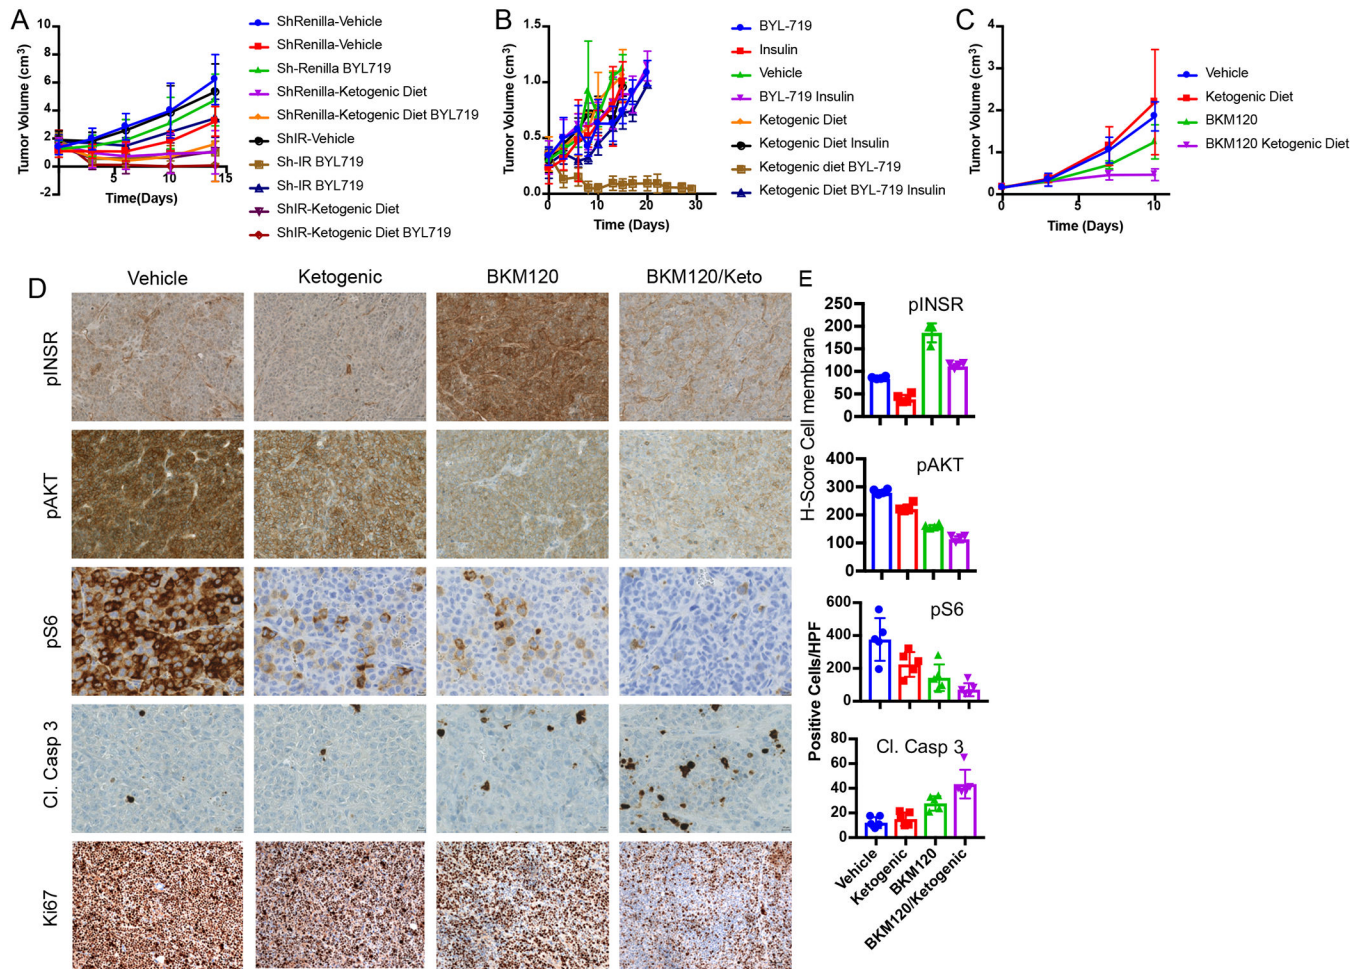 A
Tumor Volume (cm³)
10
8
6
4
2
0
-2
5
10
15
Time(Days)
ShRenilla-Vehicle
ShRenilla-Vehicle
Sh-Renilla BYL719
ShRenilla-Ketogenic Diet
ShRenilla-Ketogenic Diet BYL719
ShIR-Vehicle
Sh-IR BYL719
Sh-IR BYL719
ShIR-Ketogenic Diet
ShIR-Ketogenic Diet BYL719
B
Tumor Volume (cm³)
1.5
1.0
0.5
0.0
0
10
20
30
Time (Days)
BYL-719
Insulin
Vehicle
BYL-719 Insulin
Ketogenic Diet
Ketogenic Diet Insulin
Ketogenic diet BYL-719
Ketogenic Diet BYL-719 Insulin
C
Tumor Volume (cm³)
4
3
2
1
0
0
5
10
Time (Days)
Vehicle
Ketogenic Diet
BKM120
BKM120 Ketogenic Diet
D
Vehicle
Ketogenic
BKM120
BKM120/Keto
pINSR
pAKT
pS6
Cl. Casp 3
Ki67
E
H-Score Cell membrane
pINSR
250
200
150
100
50
0
pAKT
400
300
200
100
0
Positive Cells/HPF
pS6
600
400
200
0
Cl. Casp 3
80
60
40
20
0
Vehicle
Ketogenic
BKM120
BKM120/Ketogenic